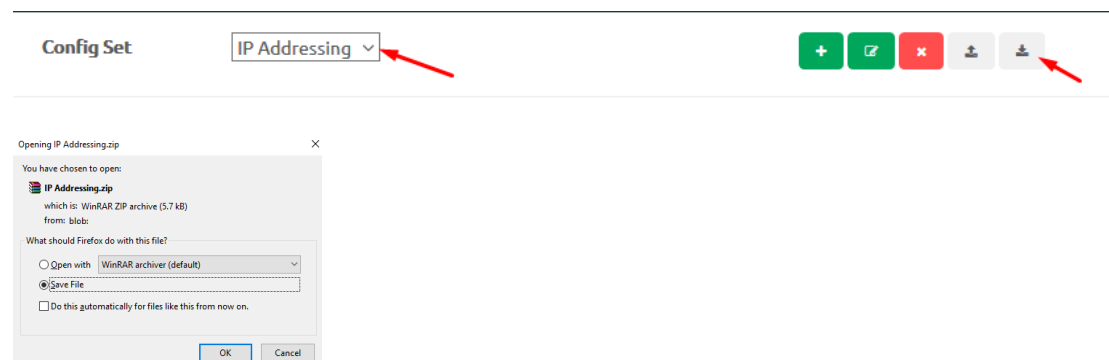 Config Set
IP Addressing
Opening IP Addressing.zip
You have chosen to open:
IP Addressing.zip
which is: WinRAR ZIP archive (5.7 kB)
from: blob:
What should Firefox do with this file?
Open with WinRAR archiver (default)
Save File
Do this automatically for files like this from now on.
OK Cancel